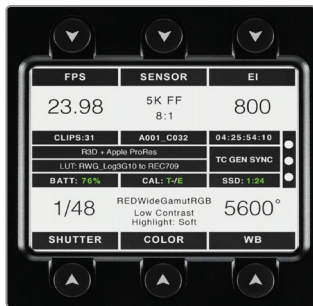 FPS SENSOR EI
23.98 5K FF 800
8:1
CLIPS:31 A001_C032 04:25:54:10
R3D + Apple ProRes
TC GEN SYNC
LUT: RWG_Log3G10 to REC709
BATT: 76% CAL: T-/E SSD: 1:24
1/48 REDWideGamutRGB 5600°
Low Contrast
Highlight: Soft
SHUTTER COLOR WB